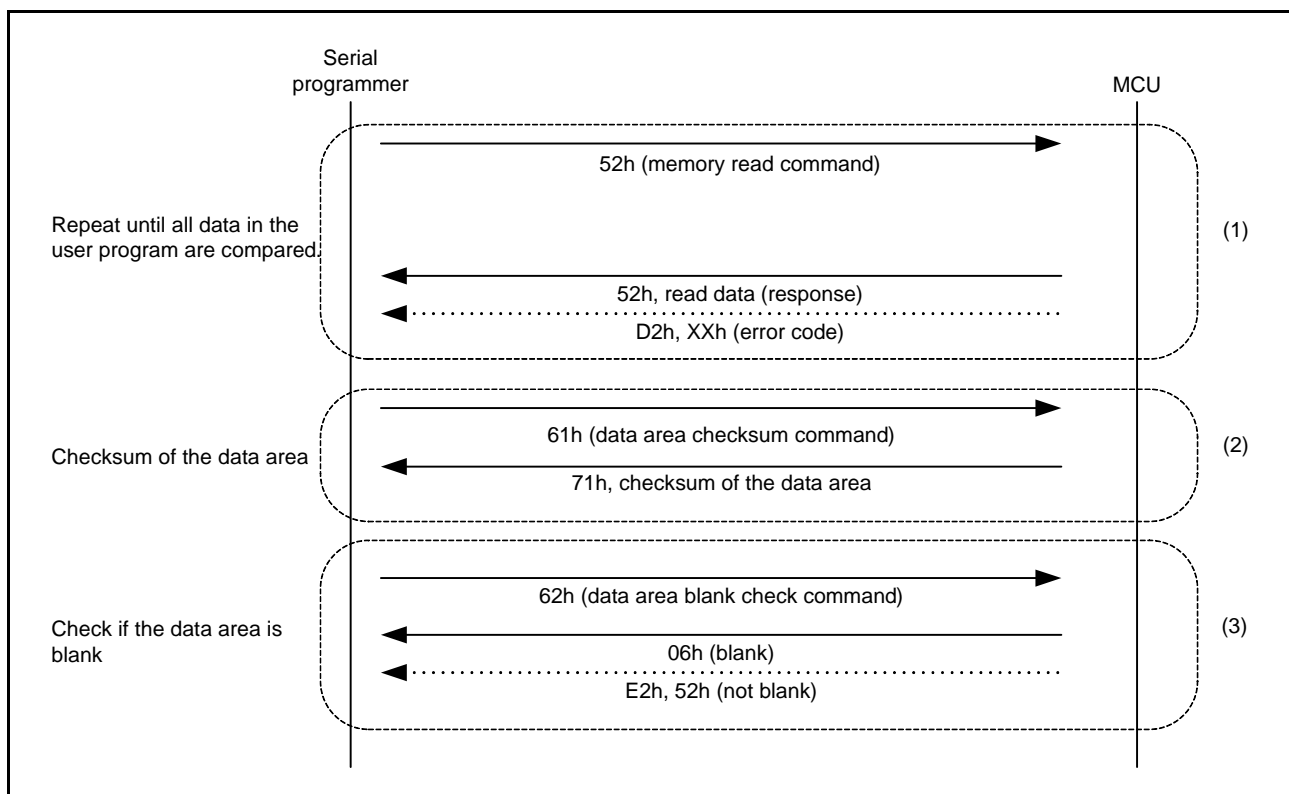 Serial
programmer
MCU
52h (memory read command)
Repeat until all data in the
user program are compared.
(1)
52h, read data (response)
D2h, XXh (error code)
61h (data area checksum command)
(2)
Checksum of the data area
71h, checksum of the data area
62h (data area blank check command)
Check if the data area is
blank
(3)
06h (blank)
E2h, 52h (not blank)